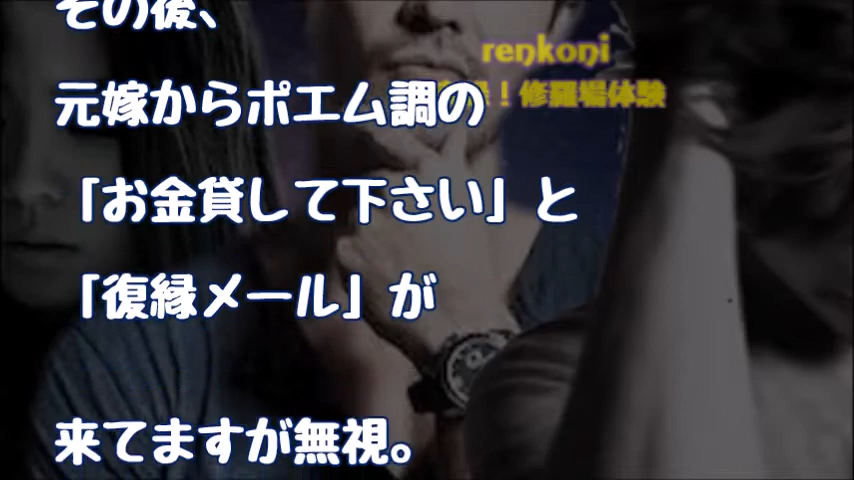 その後、
renkoni
元嫁からポエム調の
！修羅場体験
「お金貸して下さい」と
「復縁メール」が
来てますが無視。